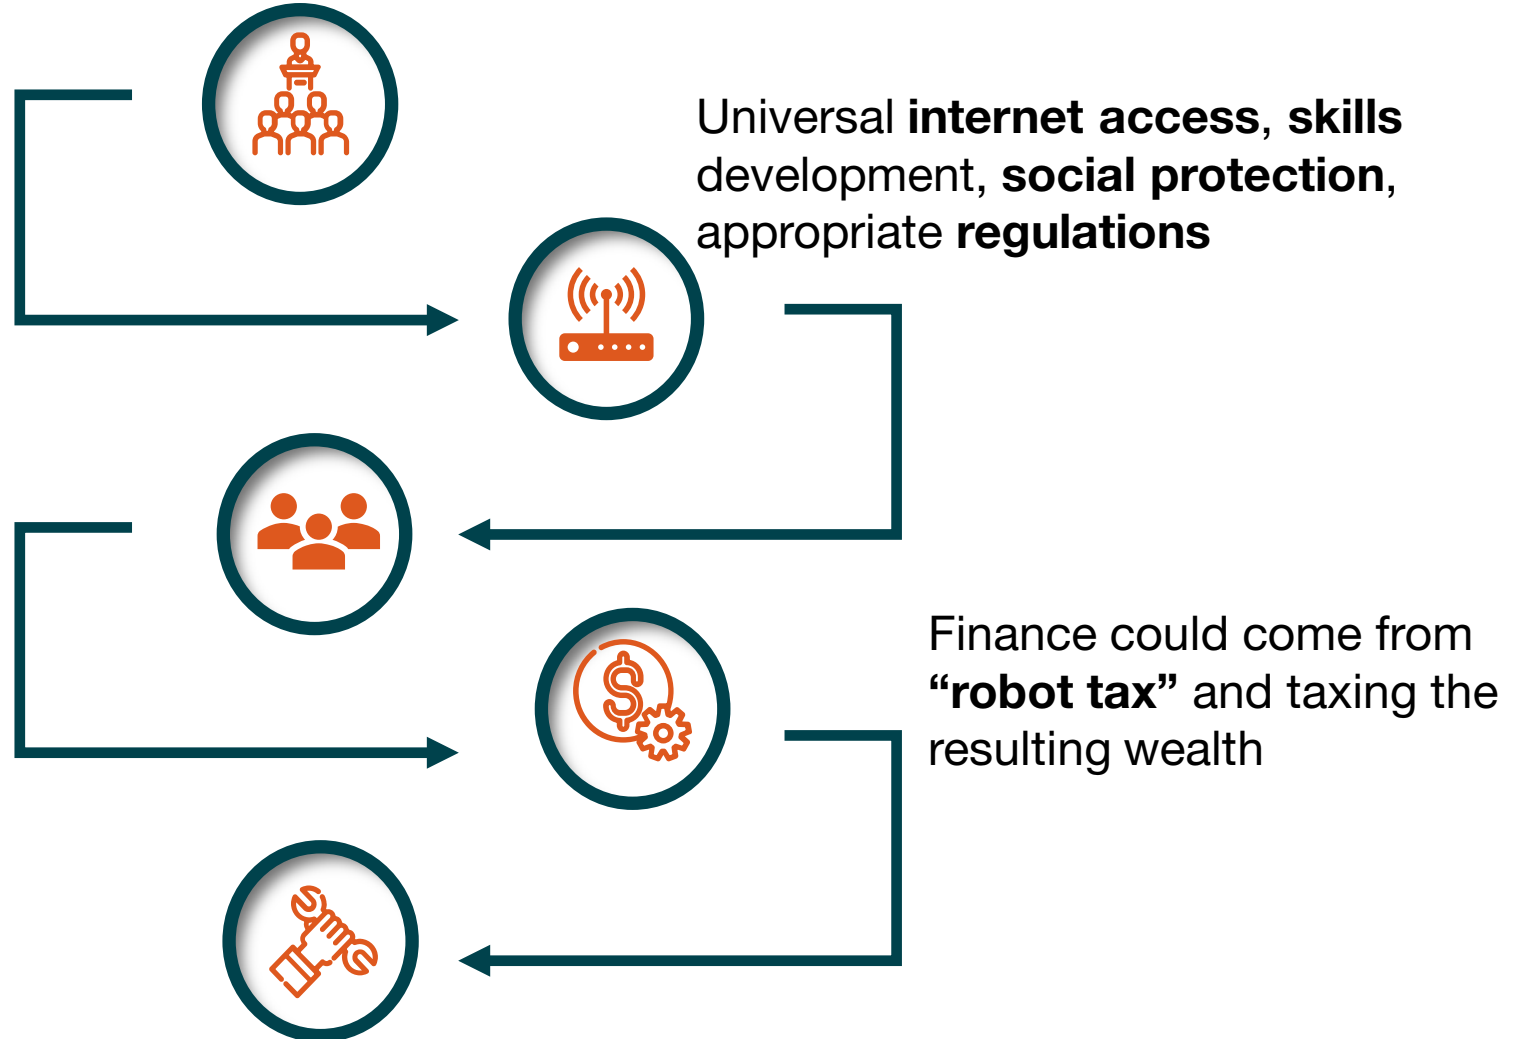 Universal internet access, skills
development, social protection,
appropriate regulations
Finance could come from
“robot tax” and taxing the
resulting wealth